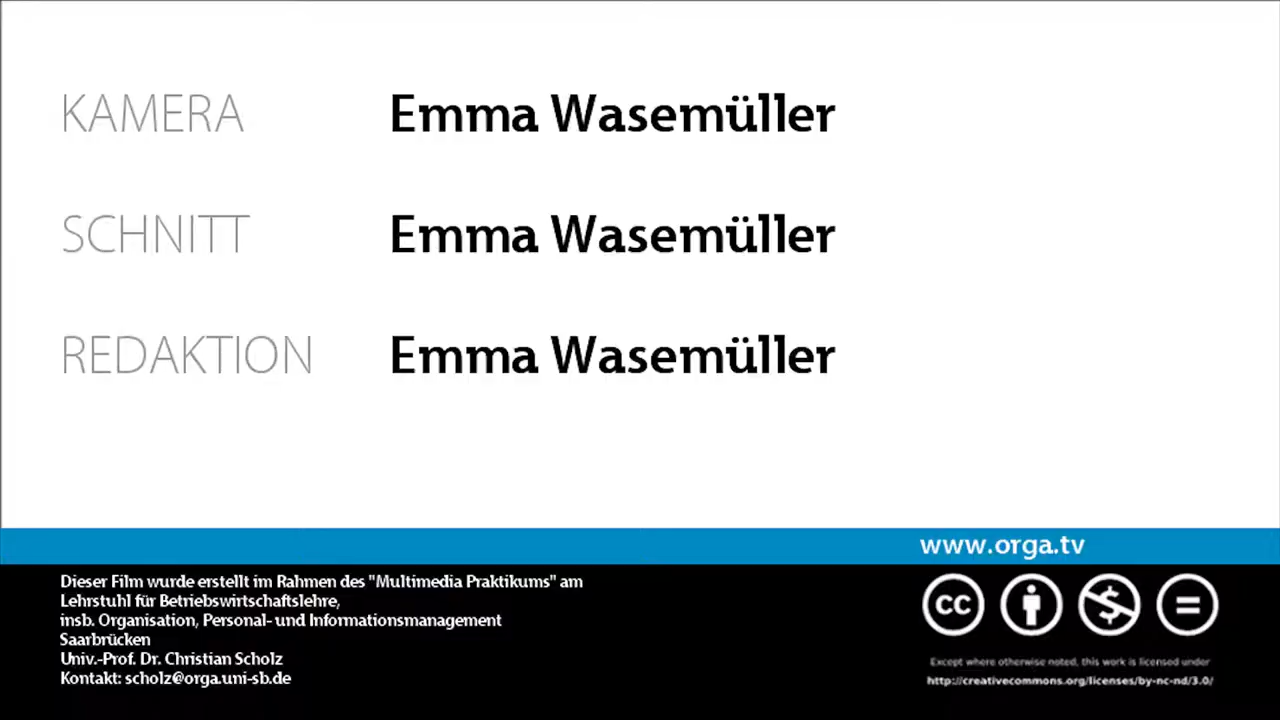 KAMERA Emma Wasemüller
SCHNITT Emma Wasemüller
REDAKTION Emma Wasemüller
www.orga.tv
Dieser Film wurde erstellt im Rahmen des "Multimedia Praktikums" am
Lehrstuhl für Betriebswirtschaftslehre,
insb. Organisation, Personal- und Informationsmanagement
Saarbrücken
Univ.-Prof. Dr. Christian Scholz
Kontakt: scholz@orga.uni-sb.de
cc
Except where otherwise noted, this work is licensed under
http://creativecommons.org/licenses/by-nc-nd/3.0/